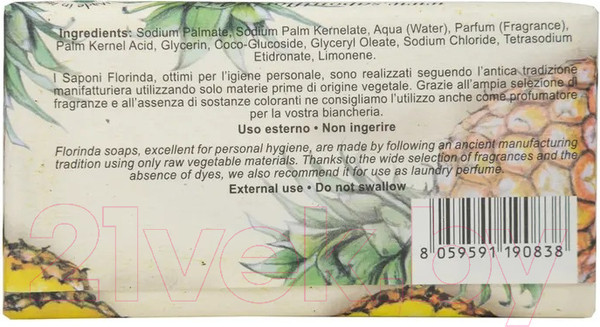 Ingredients: Sodium Palmate, Sodium Palm Kernelate, Aqua (Water), Parfum (Fragrance),
Palm Kernel Acid, Glycerin, Coco-Glucoside, Glyceryl Oleate, Sodium Chloride, Tetrasodium
Etidronate, Limonene.
I Saponi Florinda, ottimi per l'igiene personale, sono realizzati seguendo l'antica tradizione
manifatturiera utilizzando solo materie prime di origine vegetale. Grazie all'ampia selezione di
fragranze e all'assenza di sostanze coloranti ne consigliamo l'utilizzo anche come profumatore
per la vostra biancheria.
Uso esterno • Non ingerire
Florinda soaps, excellent for personal hygiene, are made by following an ancient manufacturing
tradition using only raw vegetable materials. Thanks to the wide selection of fragrances and the
absence of dyes, we also recommend it for use as laundry perfume.
External use • Do not swallow
8 059591 190838
21vek.by